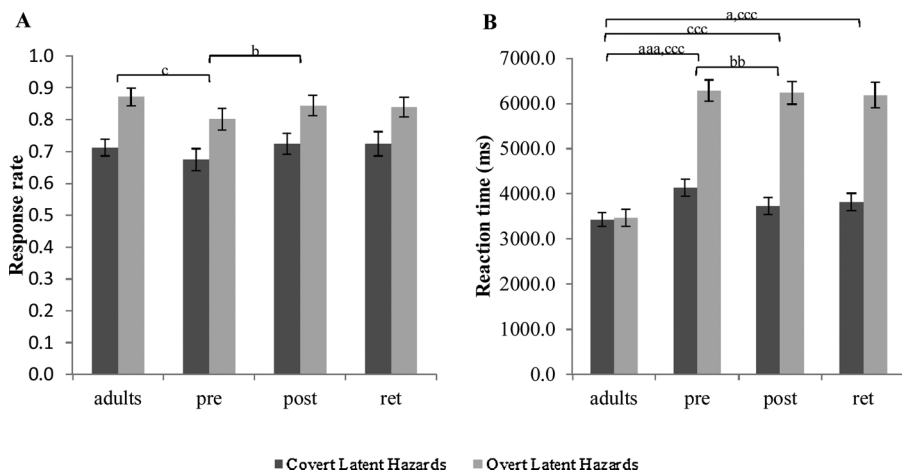 A
b
c
1.0
0.9
0.8
0.7
0.6
0.5
0.4
0.3
0.2
0.1
0.0
Response rate
adults pre post ret
B
a,ccc
ccc
aaa,ccc
bb
7000.0
6000.0
5000.0
4000.0
3000.0
2000.0
1000.0
0.0
Reaction time (ms)
adults pre post ret
Covert Latent Hazards Overt Latent Hazards